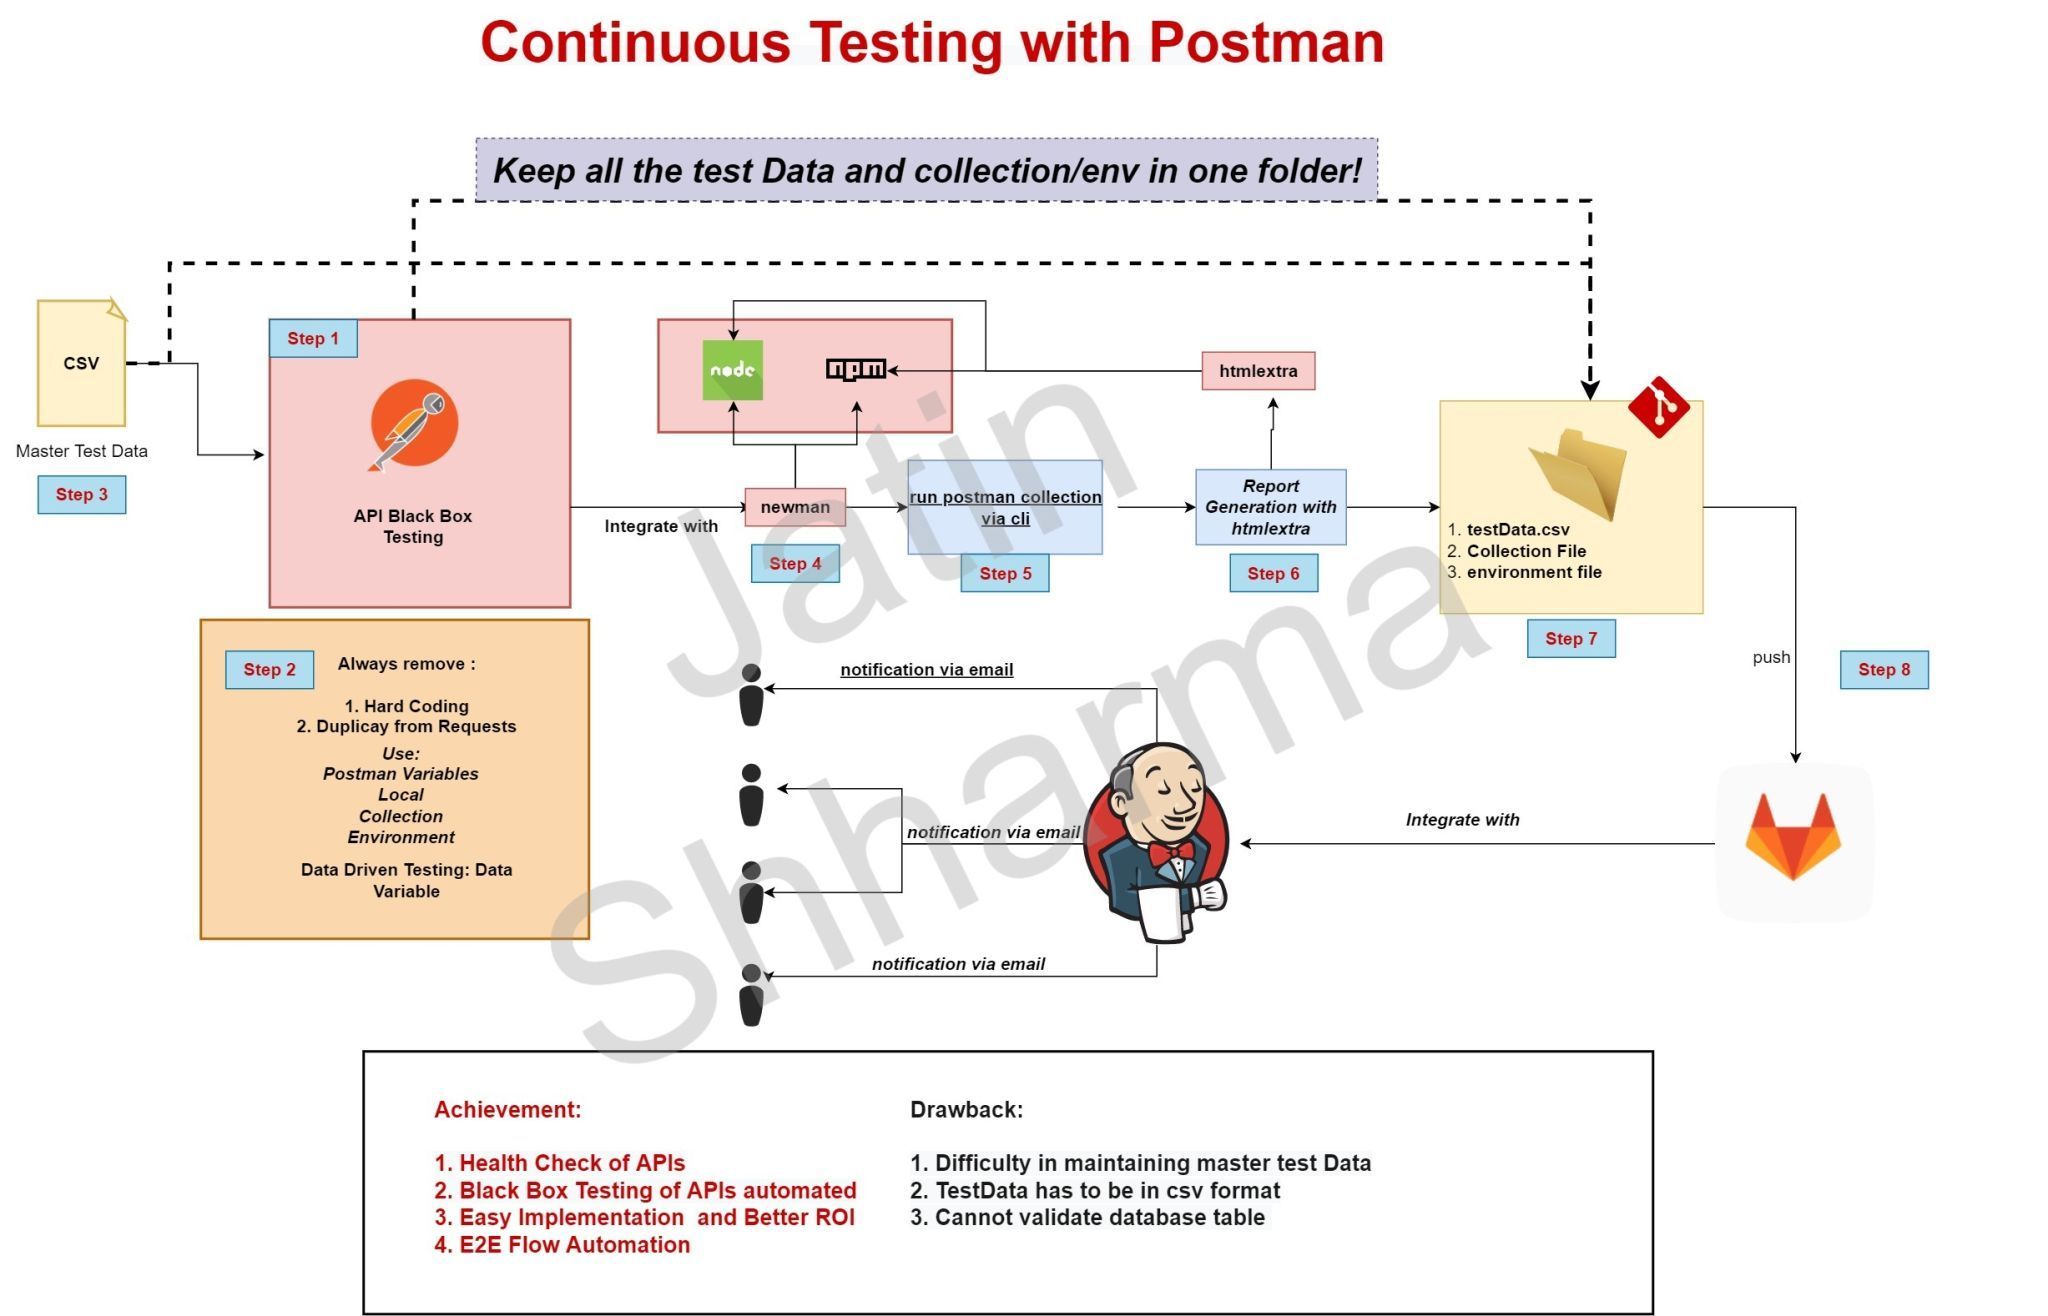 Continuous Testing with Postman
Keep all the test Data and collection/env in one folder!
CSV
Master Test Data
Step 3
Step 1
API Black Box
Testing
Integrate with
node
newman
Step 4
run postman collection
via cli
Step 5
htmlextra
Report
Generation with
htmlextra
Step 6
1. testData.csv
2. Collection File
3. environment file
Step 7
push
Step 8
Step 2
Always remove :
1. Hard Coding
2. Duplicay from Requests
Use:
Postman Variables
Local
Collection
Environment
Data Driven Testing: Data
Variable
notification via email
notification via email
notification via email
Integrate with
Jatin
Shharma
Achievement:
1. Health Check of APIs
2. Black Box Testing of APIs automated
3. Easy Implementation  and Better ROI
4. E2E Flow Automation
Drawback:
1. Difficulty in maintaining master test Data
2. TestData has to be in csv format
3. Cannot validate database table